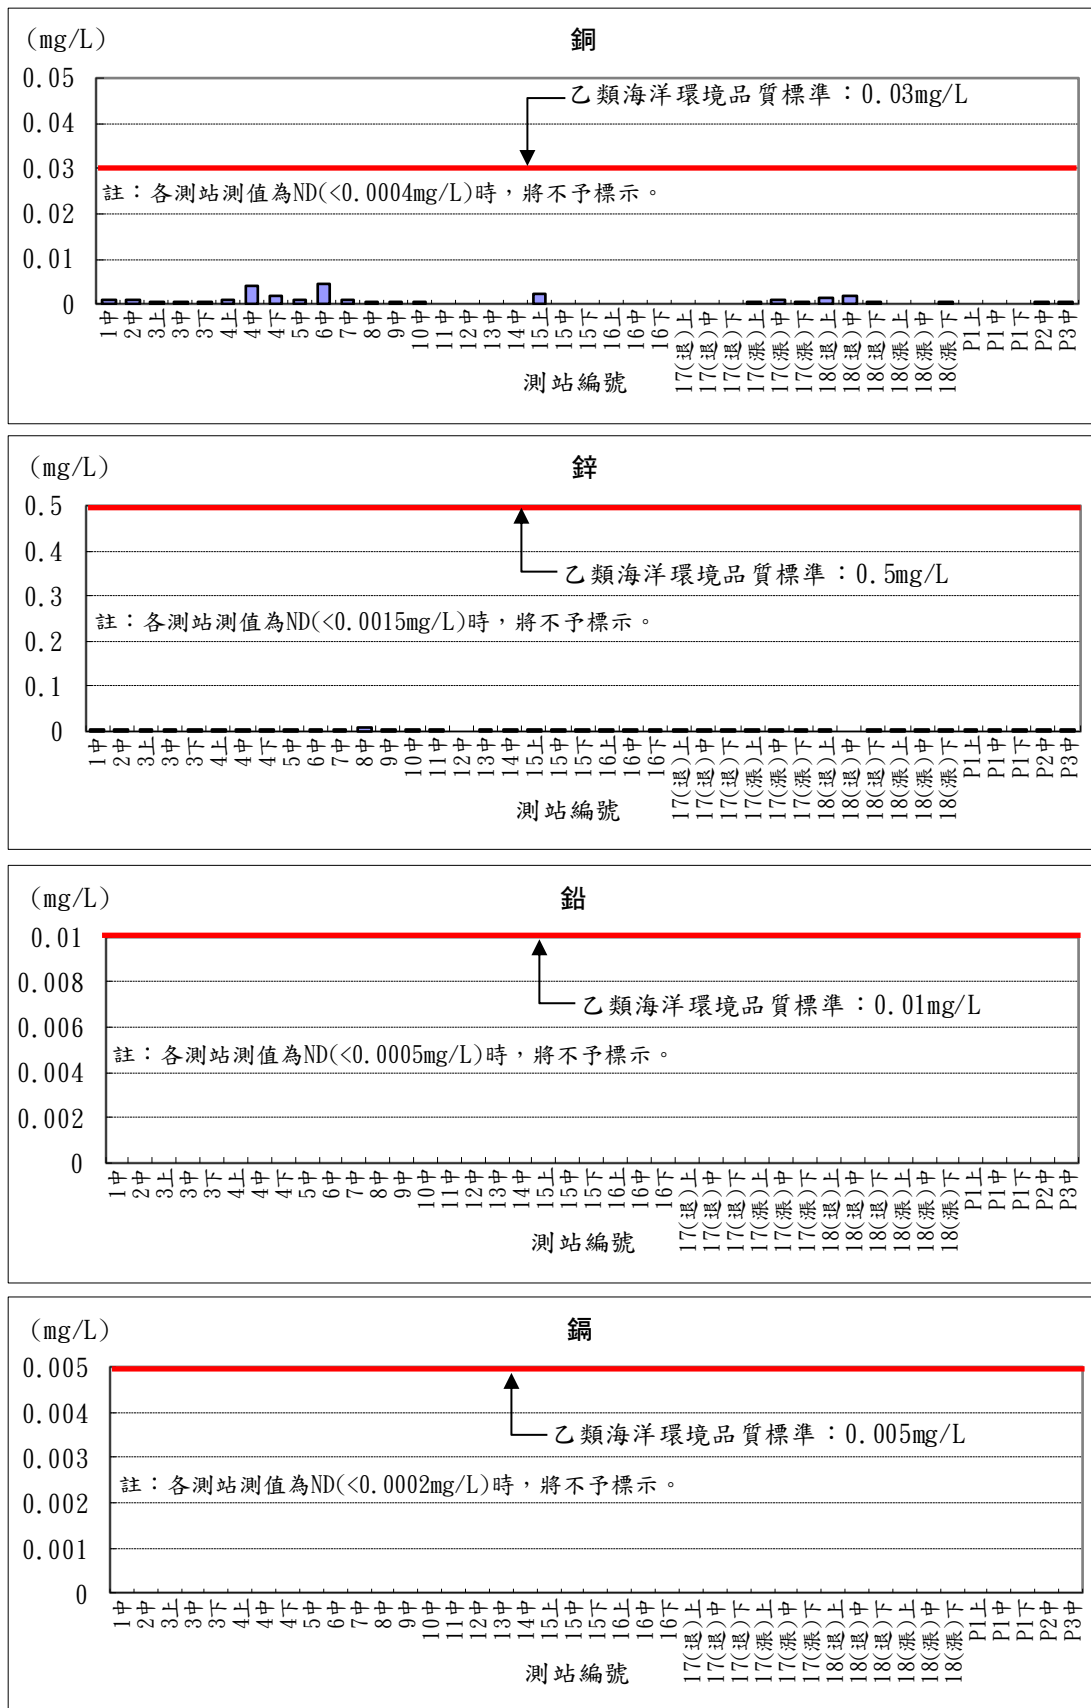 (mg/L)
銅
0.05
乙類海洋環境品質標準：0.03mg/L
0.04
0.03
註：各測站測值為ND(<0.0004mg/L)時，將不予標示。
0.02
0.01
0
1中 2中 3上 3中 3下 4上 4中 4下 5中 6中 7中 8中 9中 10中 11中 12中 13中 14中 15上 15中 15下 16上 16中 16下 17(退)上 17(退)中 17(退)下 17(漲)上 17(漲)中 17(漲)下 18(退)上 18(退)中 18(退)下 18(漲)上 18(漲)中 18(漲)下 P1上 P1中 P1下 P2中 P3中
測站編號
(mg/L)
鋅
0.5
0.4
乙類海洋環境品質標準：0.5mg/L
0.3
註：各測站測值為ND(<0.0015mg/L)時，將不予標示。
0.2
0.1
0
1中 2中 3上 3中 3下 4上 4中 4下 5中 6中 7中 8中 9中 10中 11中 12中 13中 14中 15上 15中 15下 16上 16中 16下 17(退)上 17(退)中 17(退)下 17(漲)上 17(漲)中 17(漲)下 18(退)上 18(退)中 18(退)下 18(漲)上 18(漲)中 18(漲)下 P1上 P1中 P1下 P2中 P3中
測站編號
(mg/L)
鉛
0.01
0.008
乙類海洋環境品質標準：0.01mg/L
0.006
註：各測站測值為ND(<0.0005mg/L)時，將不予標示。
0.004
0.002
0
1中 2中 3上 3中 3下 4上 4中 4下 5中 6中 7中 8中 9中 10中 11中 12中 13中 14中 15上 15中 15下 16上 16中 16下 17(退)上 17(退)中 17(退)下 17(漲)上 17(漲)中 17(漲)下 18(退)上 18(退)中 18(退)下 18(漲)上 18(漲)中 18(漲)下 P1上 P1中 P1下 P2中 P3中
測站編號
(mg/L)
鎘
0.005
0.004
乙類海洋環境品質標準：0.005mg/L
0.003
註：各測站測值為ND(<0.0002mg/L)時，將不予標示。
0.002
0.001
0
1中 2中 3上 3中 3下 4上 4中 4下 5中 6中 7中 8中 9中 10中 11中 12中 13中 14中 15上 15中 15下 16上 16中 16下 17(退)上 17(退)中 17(退)下 17(漲)上 17(漲)中 17(漲)下 18(退)上 18(退)中 18(退)下 18(漲)上 18(漲)中 18(漲)下 P1上 P1中 P1下 P2中 P3中
測站編號